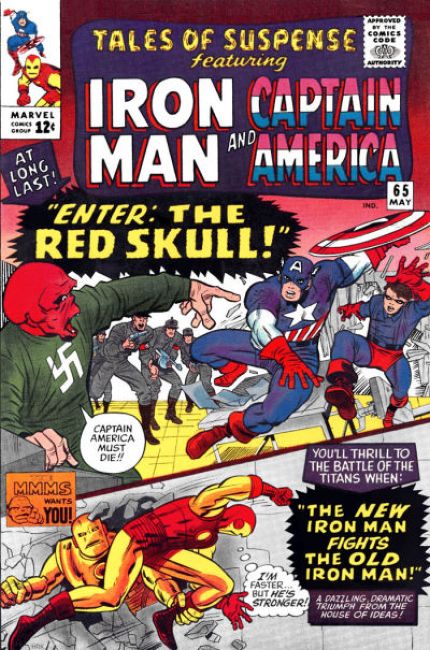 TALES OF SUSPENSE
featuring
APPROVED
BY THE
COMICS
CODE
AUTHORITY
MARVEL
COMICS
GROUP
12¢
IRON
MAN
AND
CAPTAIN
AMERICA
IND.
65
MAY
AT
LONG
LAST!
"ENTER: THE
RED SKULL!"
CAPTAIN
AMERICA
MUST
DIE!!
THE
MMMS
WANTS
YOU!
YOU'LL THRILL TO
THE BATTLE OF THE
TITANS WHEN:
"THE NEW
IRON MAN
FIGHTS
THE OLD
IRON MAN!"
I'M
FASTER...
BUT HE'S
STRONGER!
A DAZZLING, DRAMATIC
TRIUMPH FROM THE
HOUSE OF IDEAS!